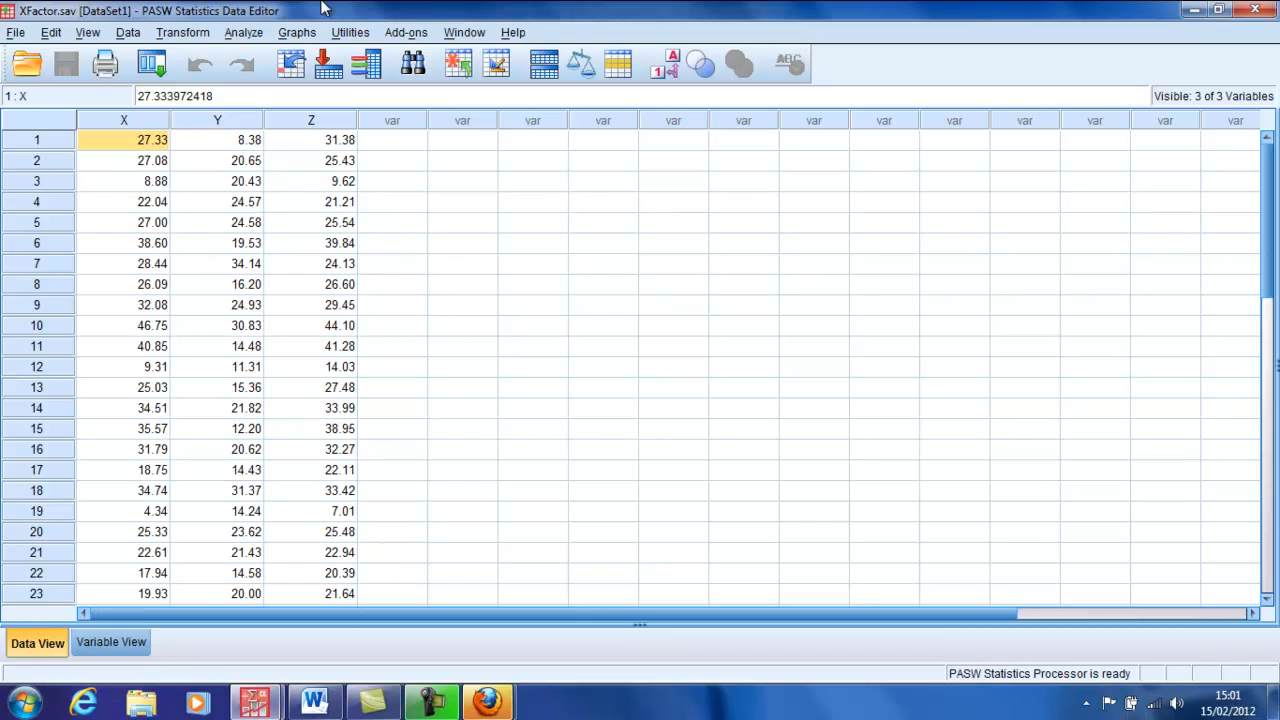 XFactor.sav [DataSet1] - PASW Statistics Data Editor
File Edit View Data Transform Analyze Graphs Utilities Add-ons Window Help
1 : X 27.333972418 Visible: 3 of 3 Variables
X Y Z var var var var var var var var var var var var var
1 27.33 8.38 31.38
2 27.08 20.65 25.43
3 8.88 20.43 9.62
4 22.04 24.57 21.21
5 27.00 24.58 25.54
6 38.60 19.53 39.84
7 28.44 34.14 24.13
8 26.09 16.20 26.60
9 32.08 24.93 29.45
10 46.75 30.83 44.10
11 40.85 14.48 41.28
12 9.31 11.31 14.03
13 25.03 15.36 27.48
14 34.51 21.82 33.99
15 35.57 12.20 38.95
16 31.79 20.62 32.27
17 18.75 14.43 22.11
18 34.74 31.37 33.42
19 4.34 14.24 7.01
20 25.33 23.62 25.48
21 22.61 21.43 22.94
22 17.94 14.58 20.39
23 19.93 20.00 21.64
Data View Variable View
PASW Statistics Processor is ready
15:01
15/02/2012